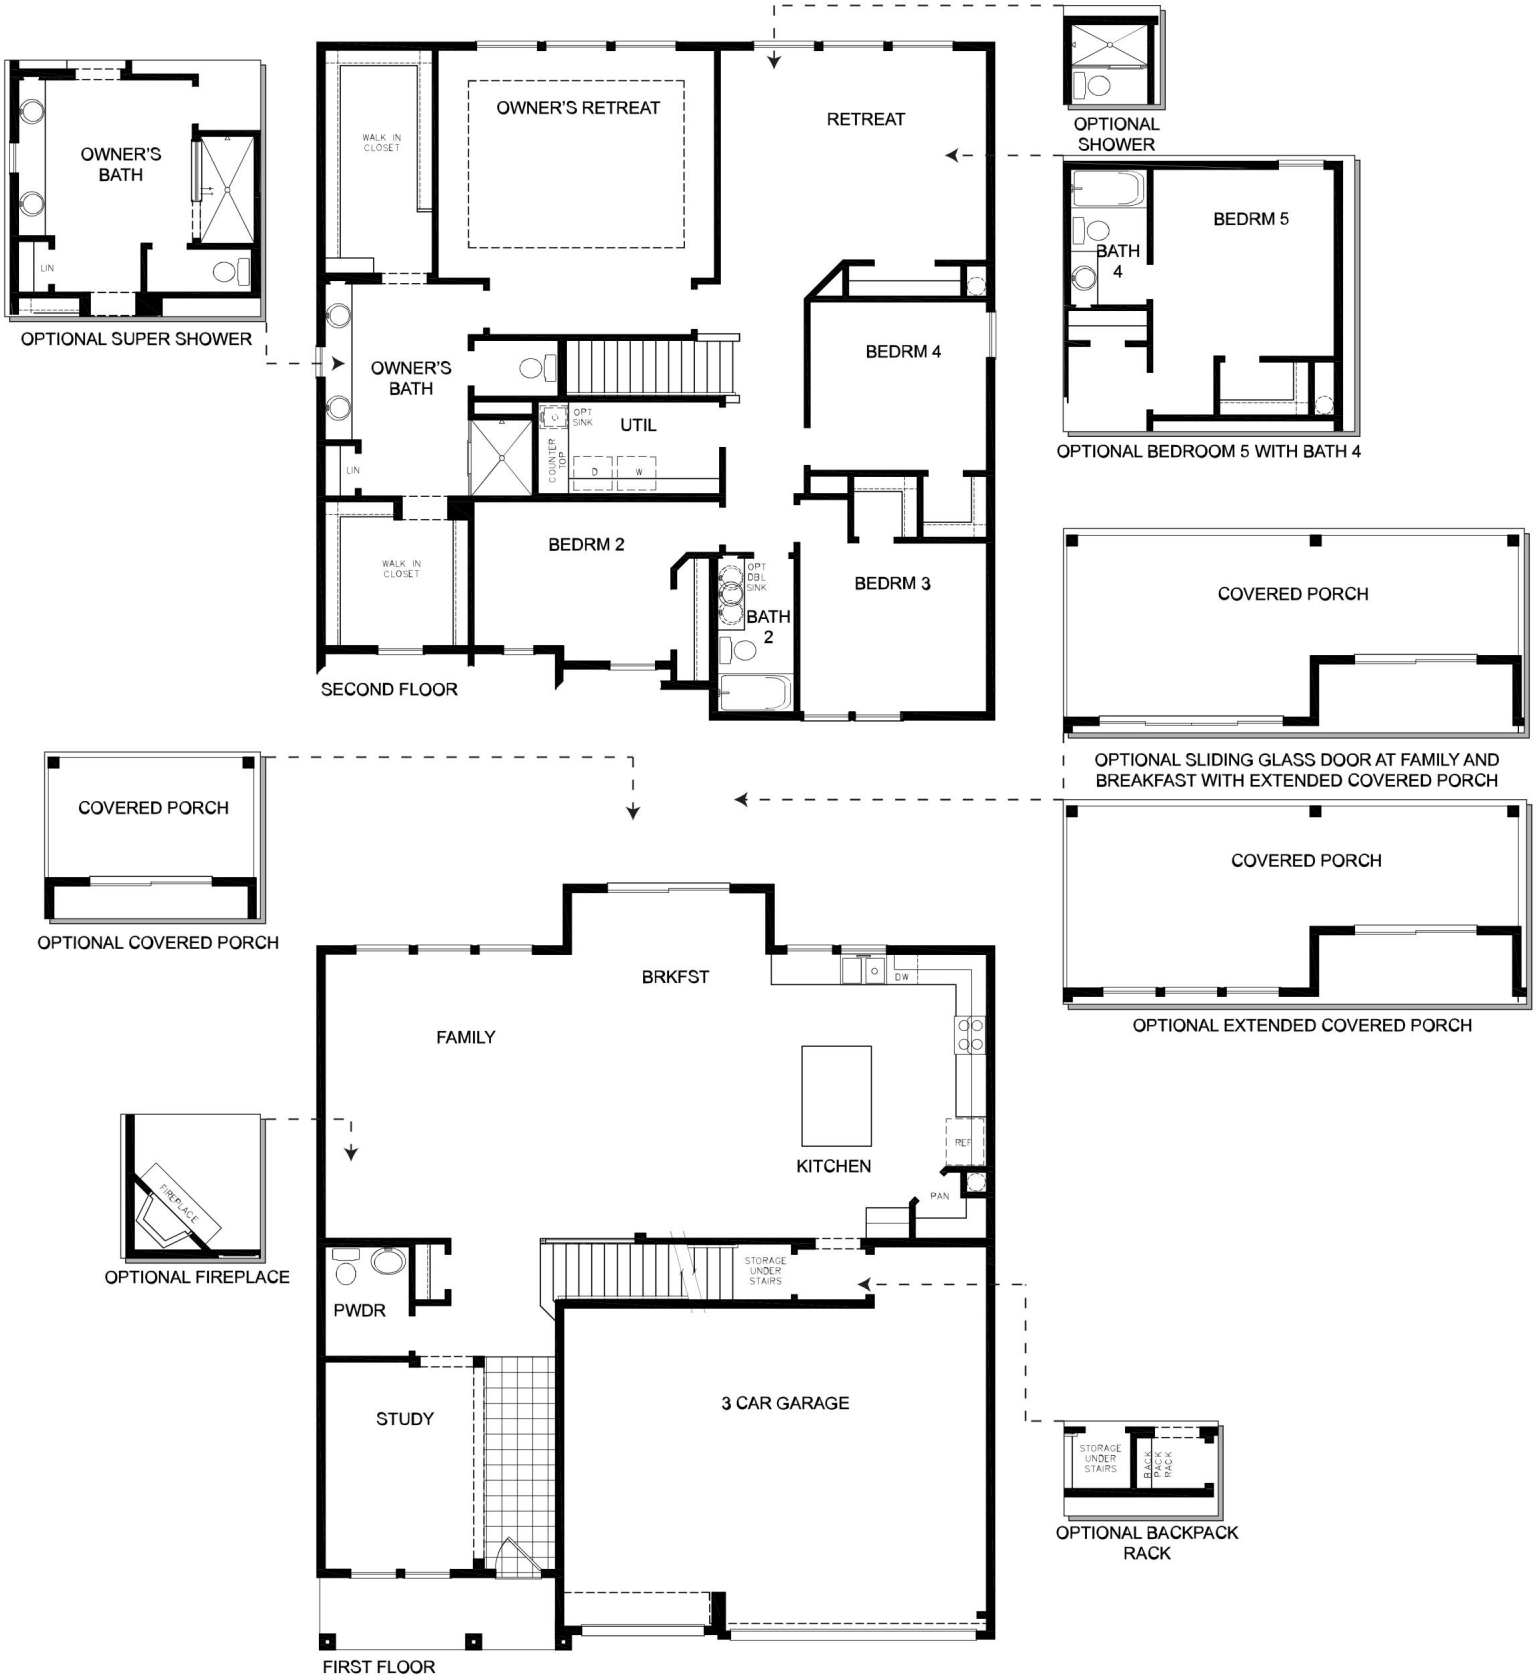 OPTIONAL
SHOWER
OWNER'S
BATH
LIN
OPTIONAL SUPER SHOWER
WALK IN
CLOSET
OWNER'S RETREAT
RETREAT
BEDRM 5
BATH
4
OPTIONAL BEDROOM 5 WITH BATH 4
OWNER'S
BATH
LIN
BEDRM 4
OPT
SINK
UTIL
COUNTER
TOP
D
W
WALK IN
CLOSET
BEDRM 2
OPT
DBL
SINK
BATH
2
BEDRM 3
SECOND FLOOR
COVERED PORCH
OPTIONAL SLIDING GLASS DOOR AT FAMILY AND
BREAKFAST WITH EXTENDED COVERED PORCH
COVERED PORCH
OPTIONAL COVERED PORCH
COVERED PORCH
OPTIONAL EXTENDED COVERED PORCH
BRKFST
DW
FAMILY
REF
KITCHEN
PAN
FIREPLACE
OPTIONAL FIREPLACE
STORAGE
UNDER
STAIRS
PWDR
STUDY
3 CAR GARAGE
STORAGE
UNDER
STAIRS
BACK
PACK
RACK
OPTIONAL BACKPACK
RACK
FIRST FLOOR